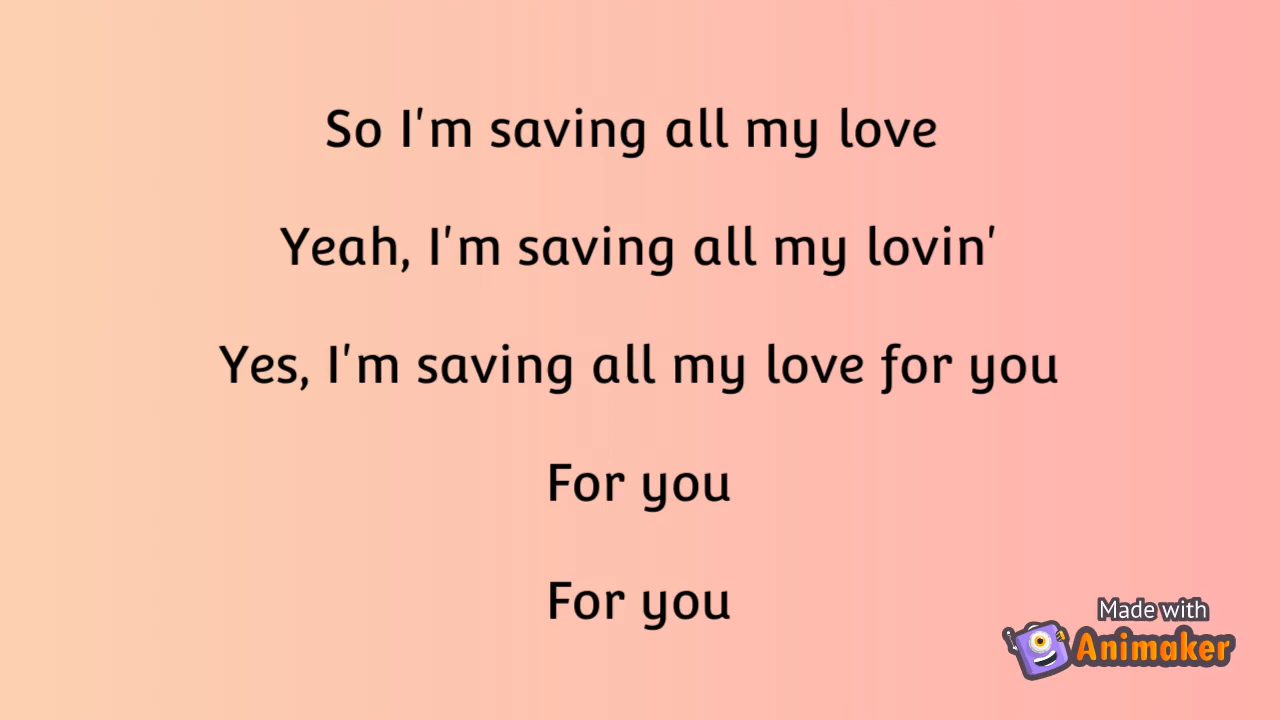 So I'm saving all my love
Yeah, I'm saving all my lovin'
Yes, I'm saving all my love for you
For you
For you
Made with
Animaker